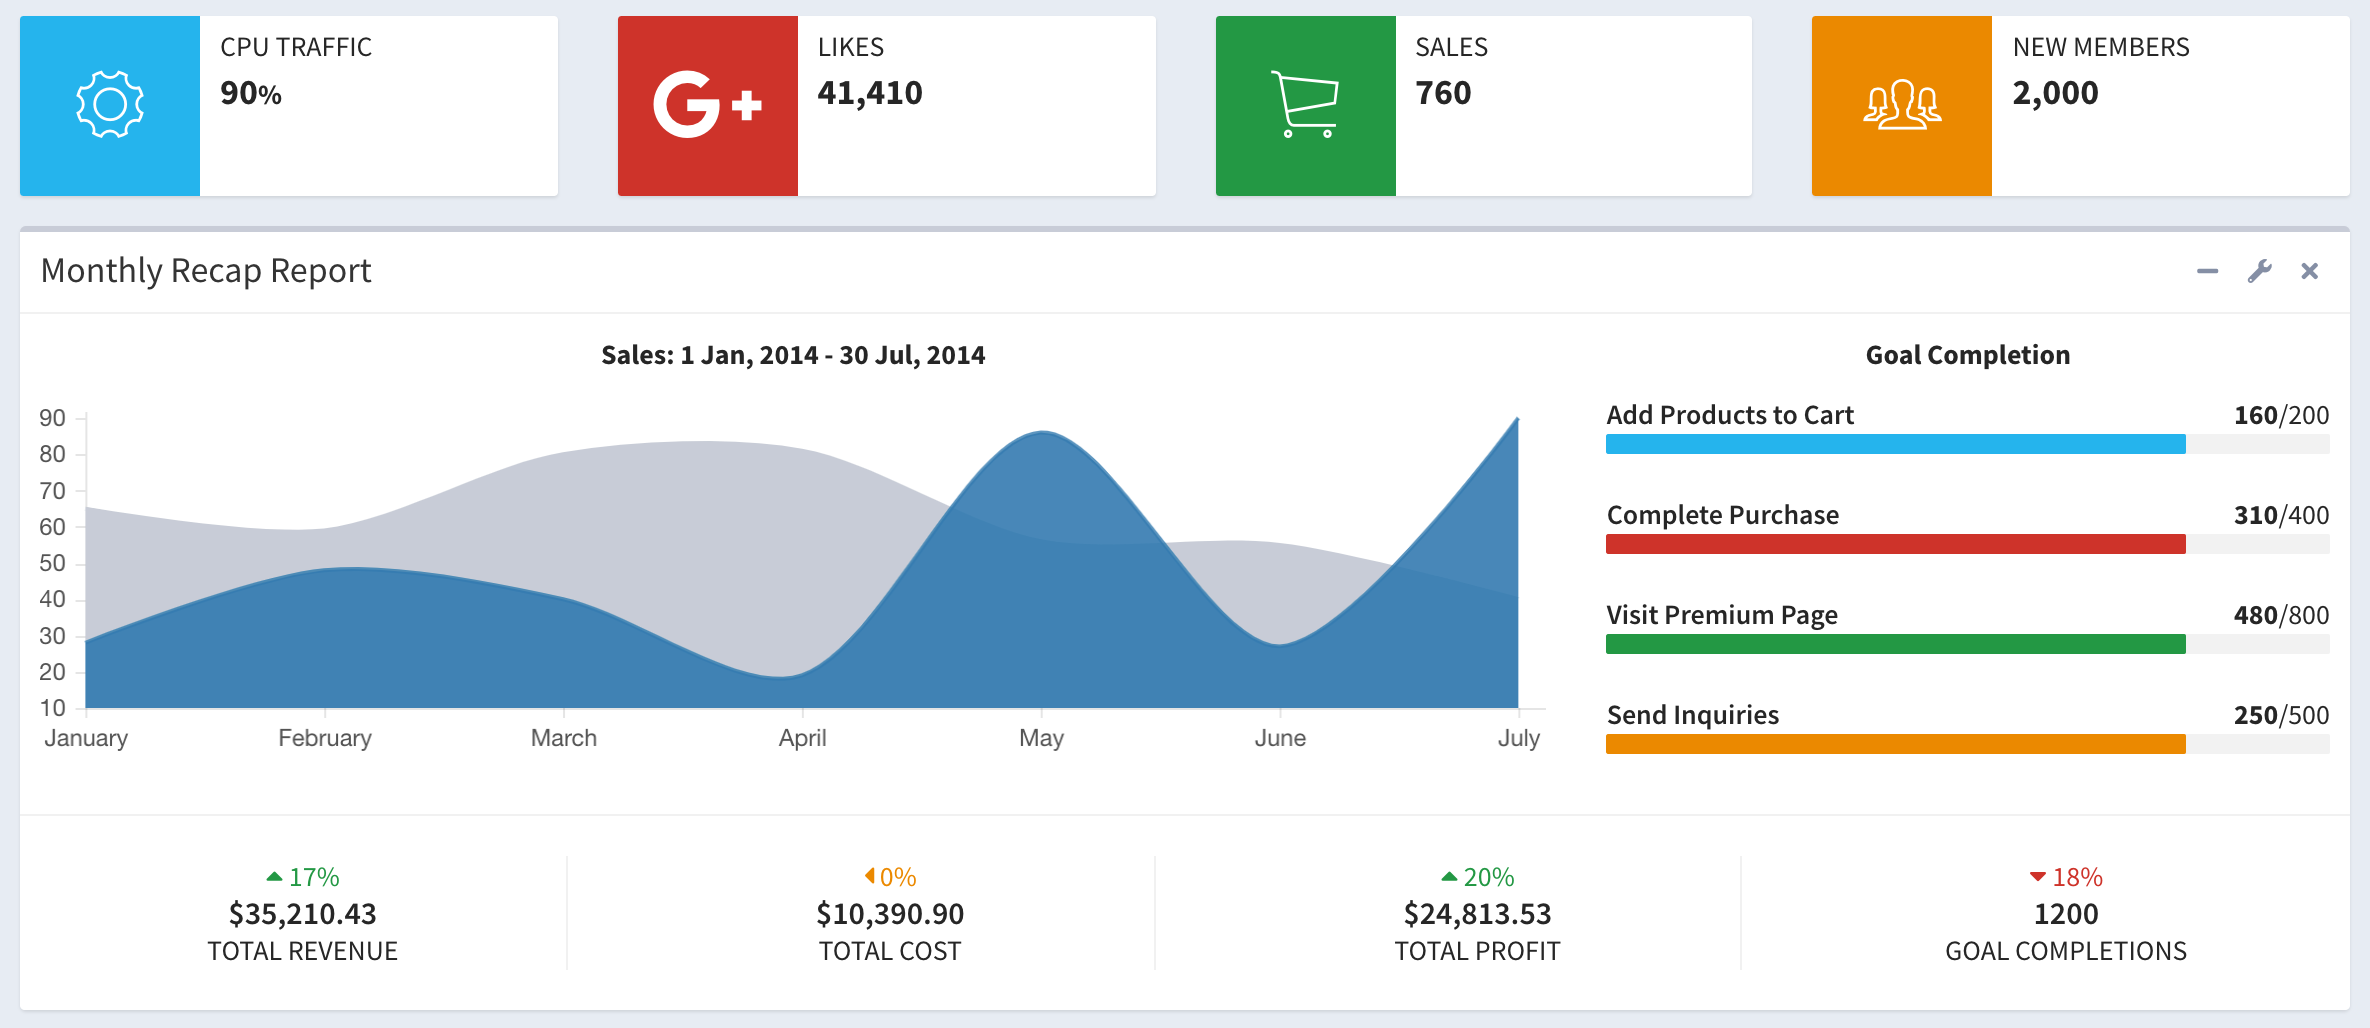 CPU TRAFFIC
90%
LIKES
41,410
SALES
760
NEW MEMBERS
2,000
G+
Monthly Recap Report
Sales: 1 Jan, 2014 - 30 Jul, 2014
90
80
70
60
50
40
30
20
10
January February March April May June July
Goal Completion
Add Products to Cart 160/200
Complete Purchase 310/400
Visit Premium Page 480/800
Send Inquiries 250/500
17%
$35,210.43
TOTAL REVENUE
0%
$10,390.90
TOTAL COST
20%
$24,813.53
TOTAL PROFIT
18%
1200
GOAL COMPLETIONS